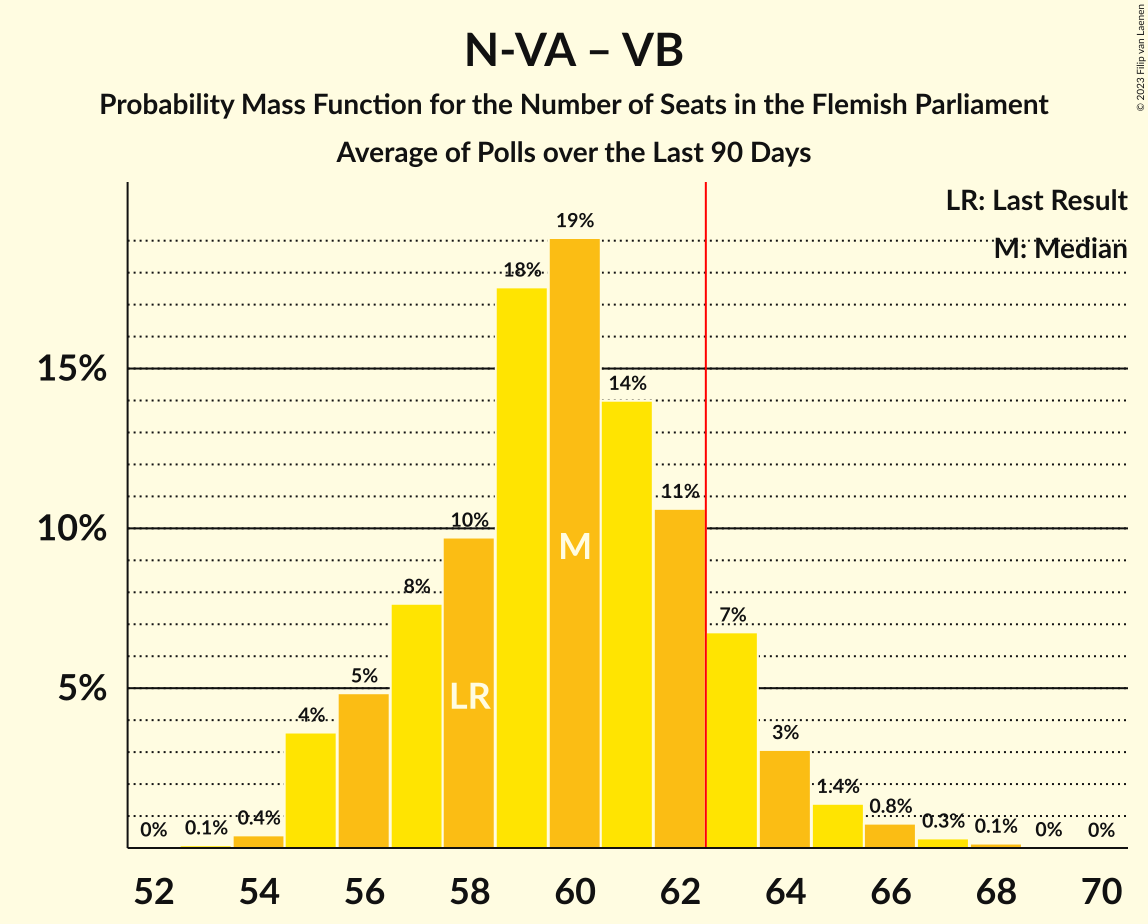 N-VA – VB
Probability Mass Function for the Number of Seats in the Flemish Parliament
Average of Polls over the Last 90 Days
© 2023 Filip van Laenen
LR: Last Result
M: Median
15%
10%
5%
0%
0.1%
0.4%
4%
5%
8%
10%
18%
19%
14%
11%
7%
3%
1.4%
0.8%
0.3%
0.1%
0%
0%
LR
M
52 54 56 58 60 62 64 66 68 70